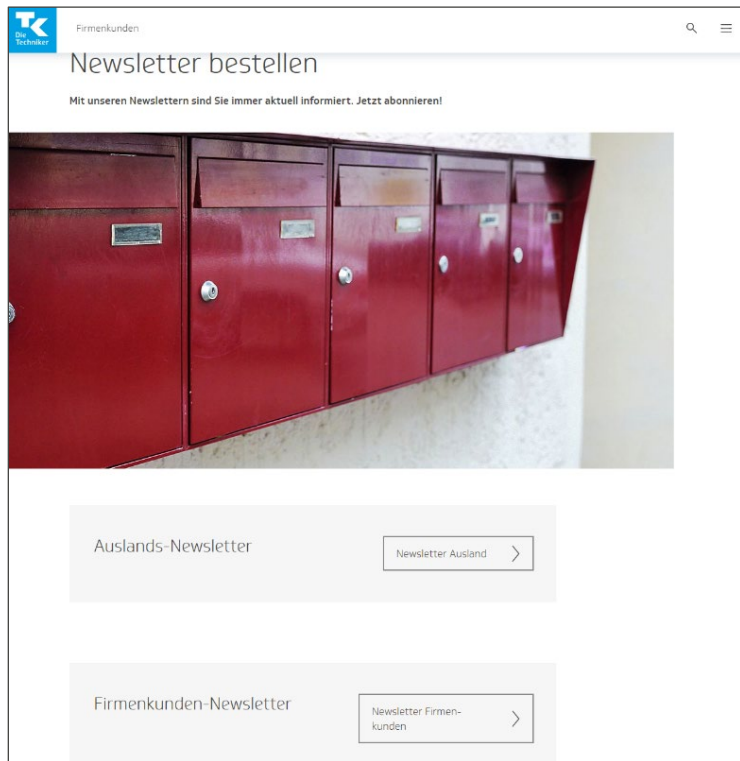 TK
Die
Techniker
Firmenkunden
Newsletter bestellen
Mit unseren Newslettern sind Sie immer aktuell informiert. Jetzt abonnieren!
Auslands-Newsletter
Newsletter Ausland
Firmenkunden-Newsletter
Newsletter Firmen-
kunden